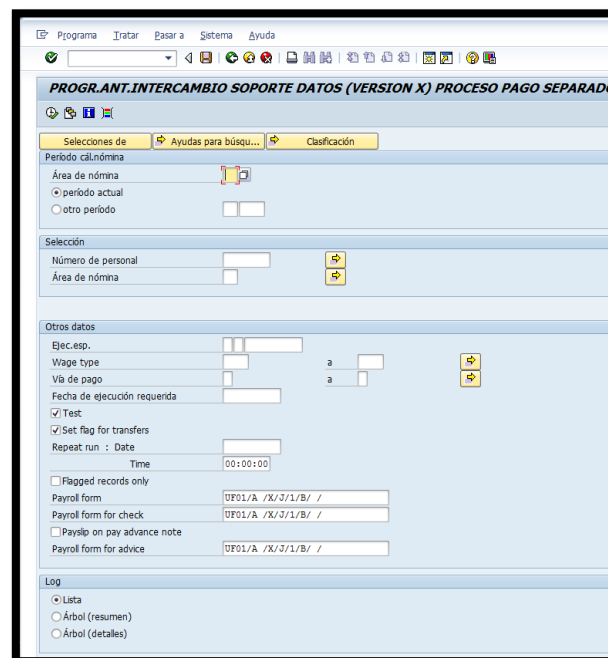 Programa Tratar Pasar a Sistema Ayuda
PROGR.ANT.INTERCAMBIO SOPORTE DATOS (VERSION X) PROCESO PAGO SEPARADO
Selecciones de Ayudas para búsqu... Clasificación
Período cál.nómina
Área de nómina
período actual
otro período
Selección
Número de personal
Área de nómina
Otros datos
Ejec.esp.
Wage type a
Vía de pago a
Fecha de ejecución requerida
Test
Set flag for transfers
Repeat run : Date
Time 00:00:00
Flagged records only
Payroll form UF01/A /X/J/1/B/ /
Payroll form for check UF01/A /X/J/1/B/ /
Payslip on pay advance note
Payroll form for advice UF01/A /X/J/1/B/ /
Log
Lista
Árbol (resumen)
Árbol (detalles)